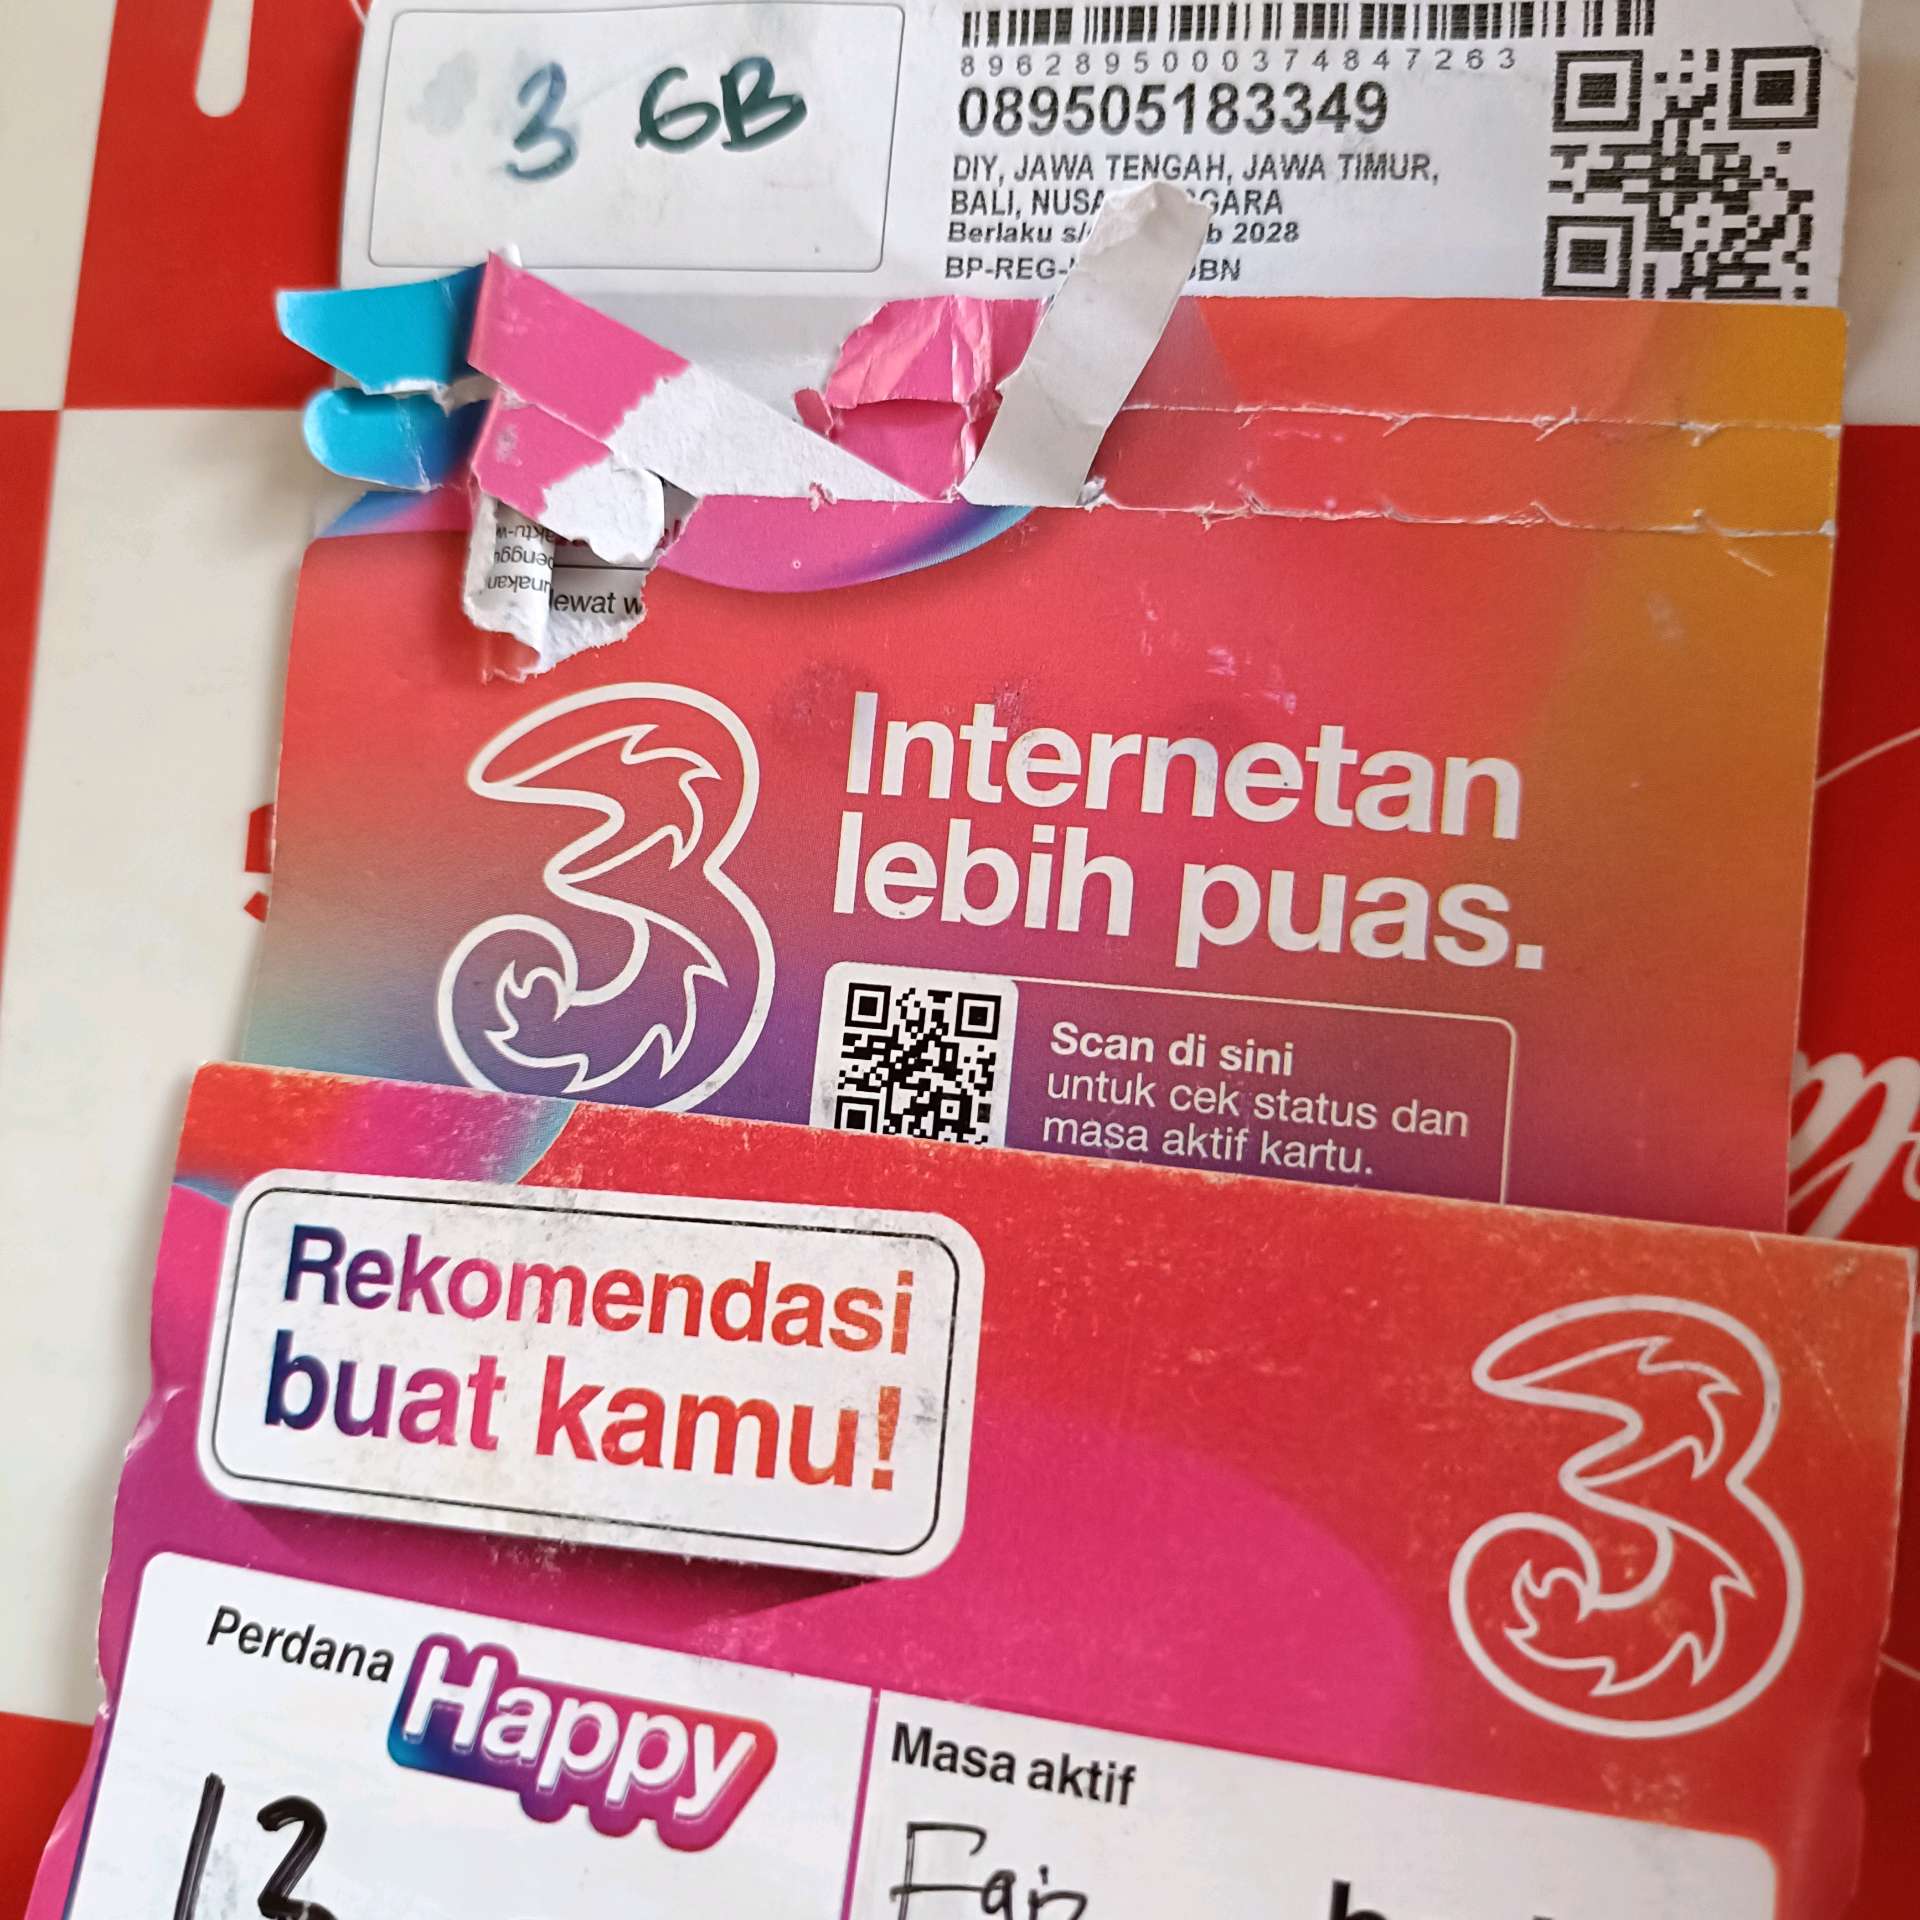 3 GB
8962895000374847263
089505183349
DIY, JAWA TENGAH, JAWA TIMUR,
BALI, NUSA GARA
Berlaku s/ b 2028
BP-REG- BN
lewat w
3 Internetan
lebih puas.
Scan di sini
untuk cek status dan
masa aktif kartu.
Rekomendasi
buat kamu!
3
Perdana Happy
Masa aktif